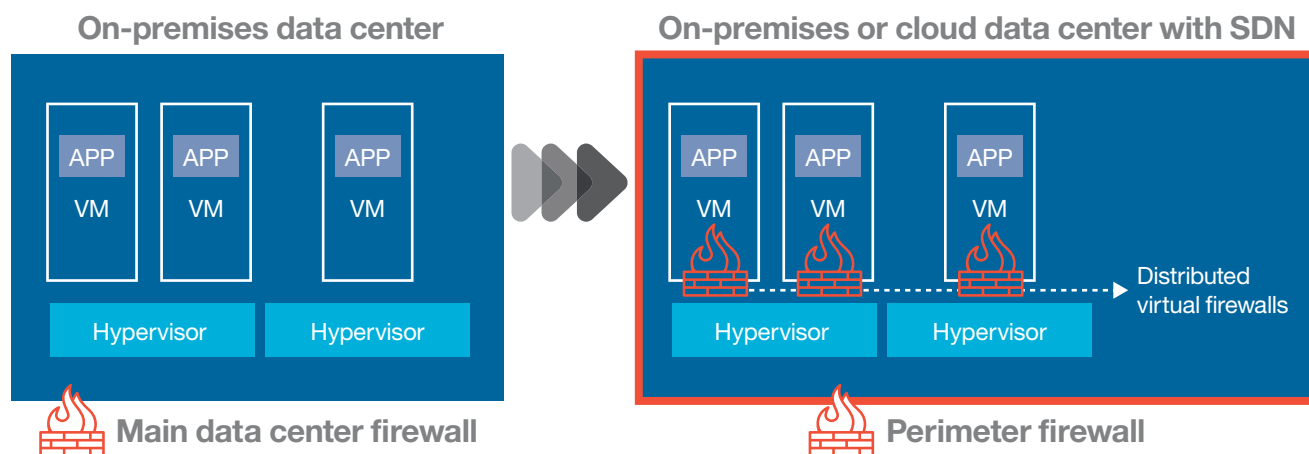 On-premises data center
APP
VM
APP
VM
APP
VM
Hypervisor
Hypervisor
Main data center firewall
On-premises or cloud data center with SDN
APP
VM
APP
VM
APP
VM
Distributed
virtual firewalls
Hypervisor
Hypervisor
Perimeter firewall